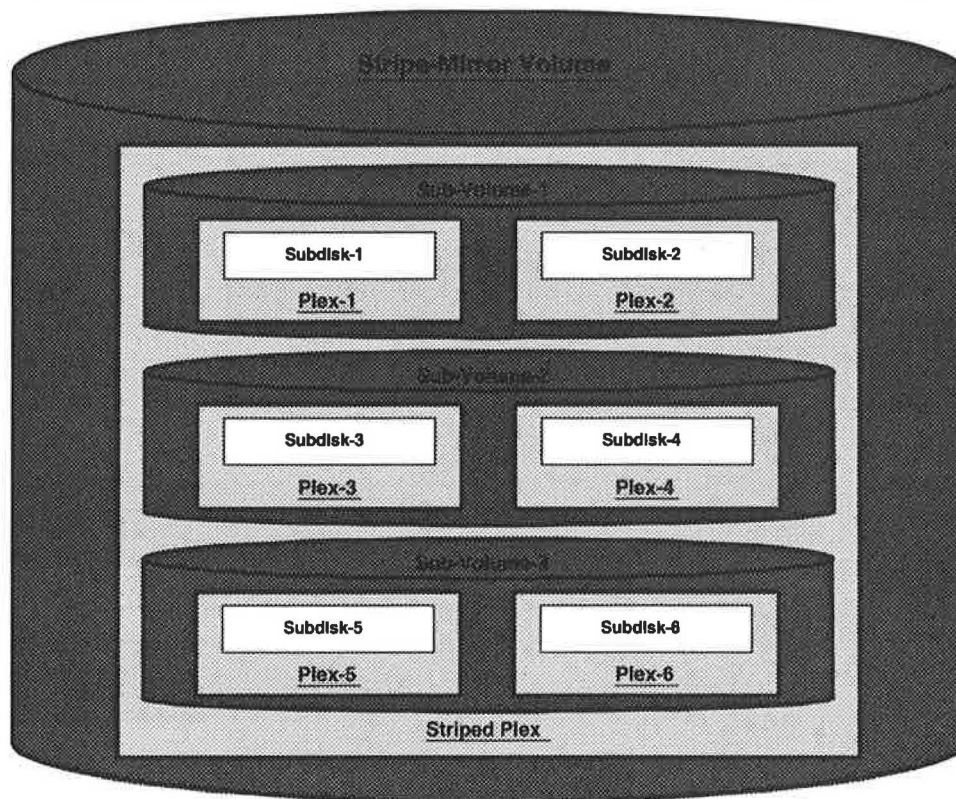 Stripe-Mirror Volume
Sub-Volume-1
Subdisk-1
Subdisk-2
Plex-1
Plex-2
Sub-Volume-2
Subdisk-3
Subdisk-4
Plex-3
Plex-4
Sub-Volume-3
Subdisk-5
Subdisk-6
Plex-5
Plex-6
Striped Plex